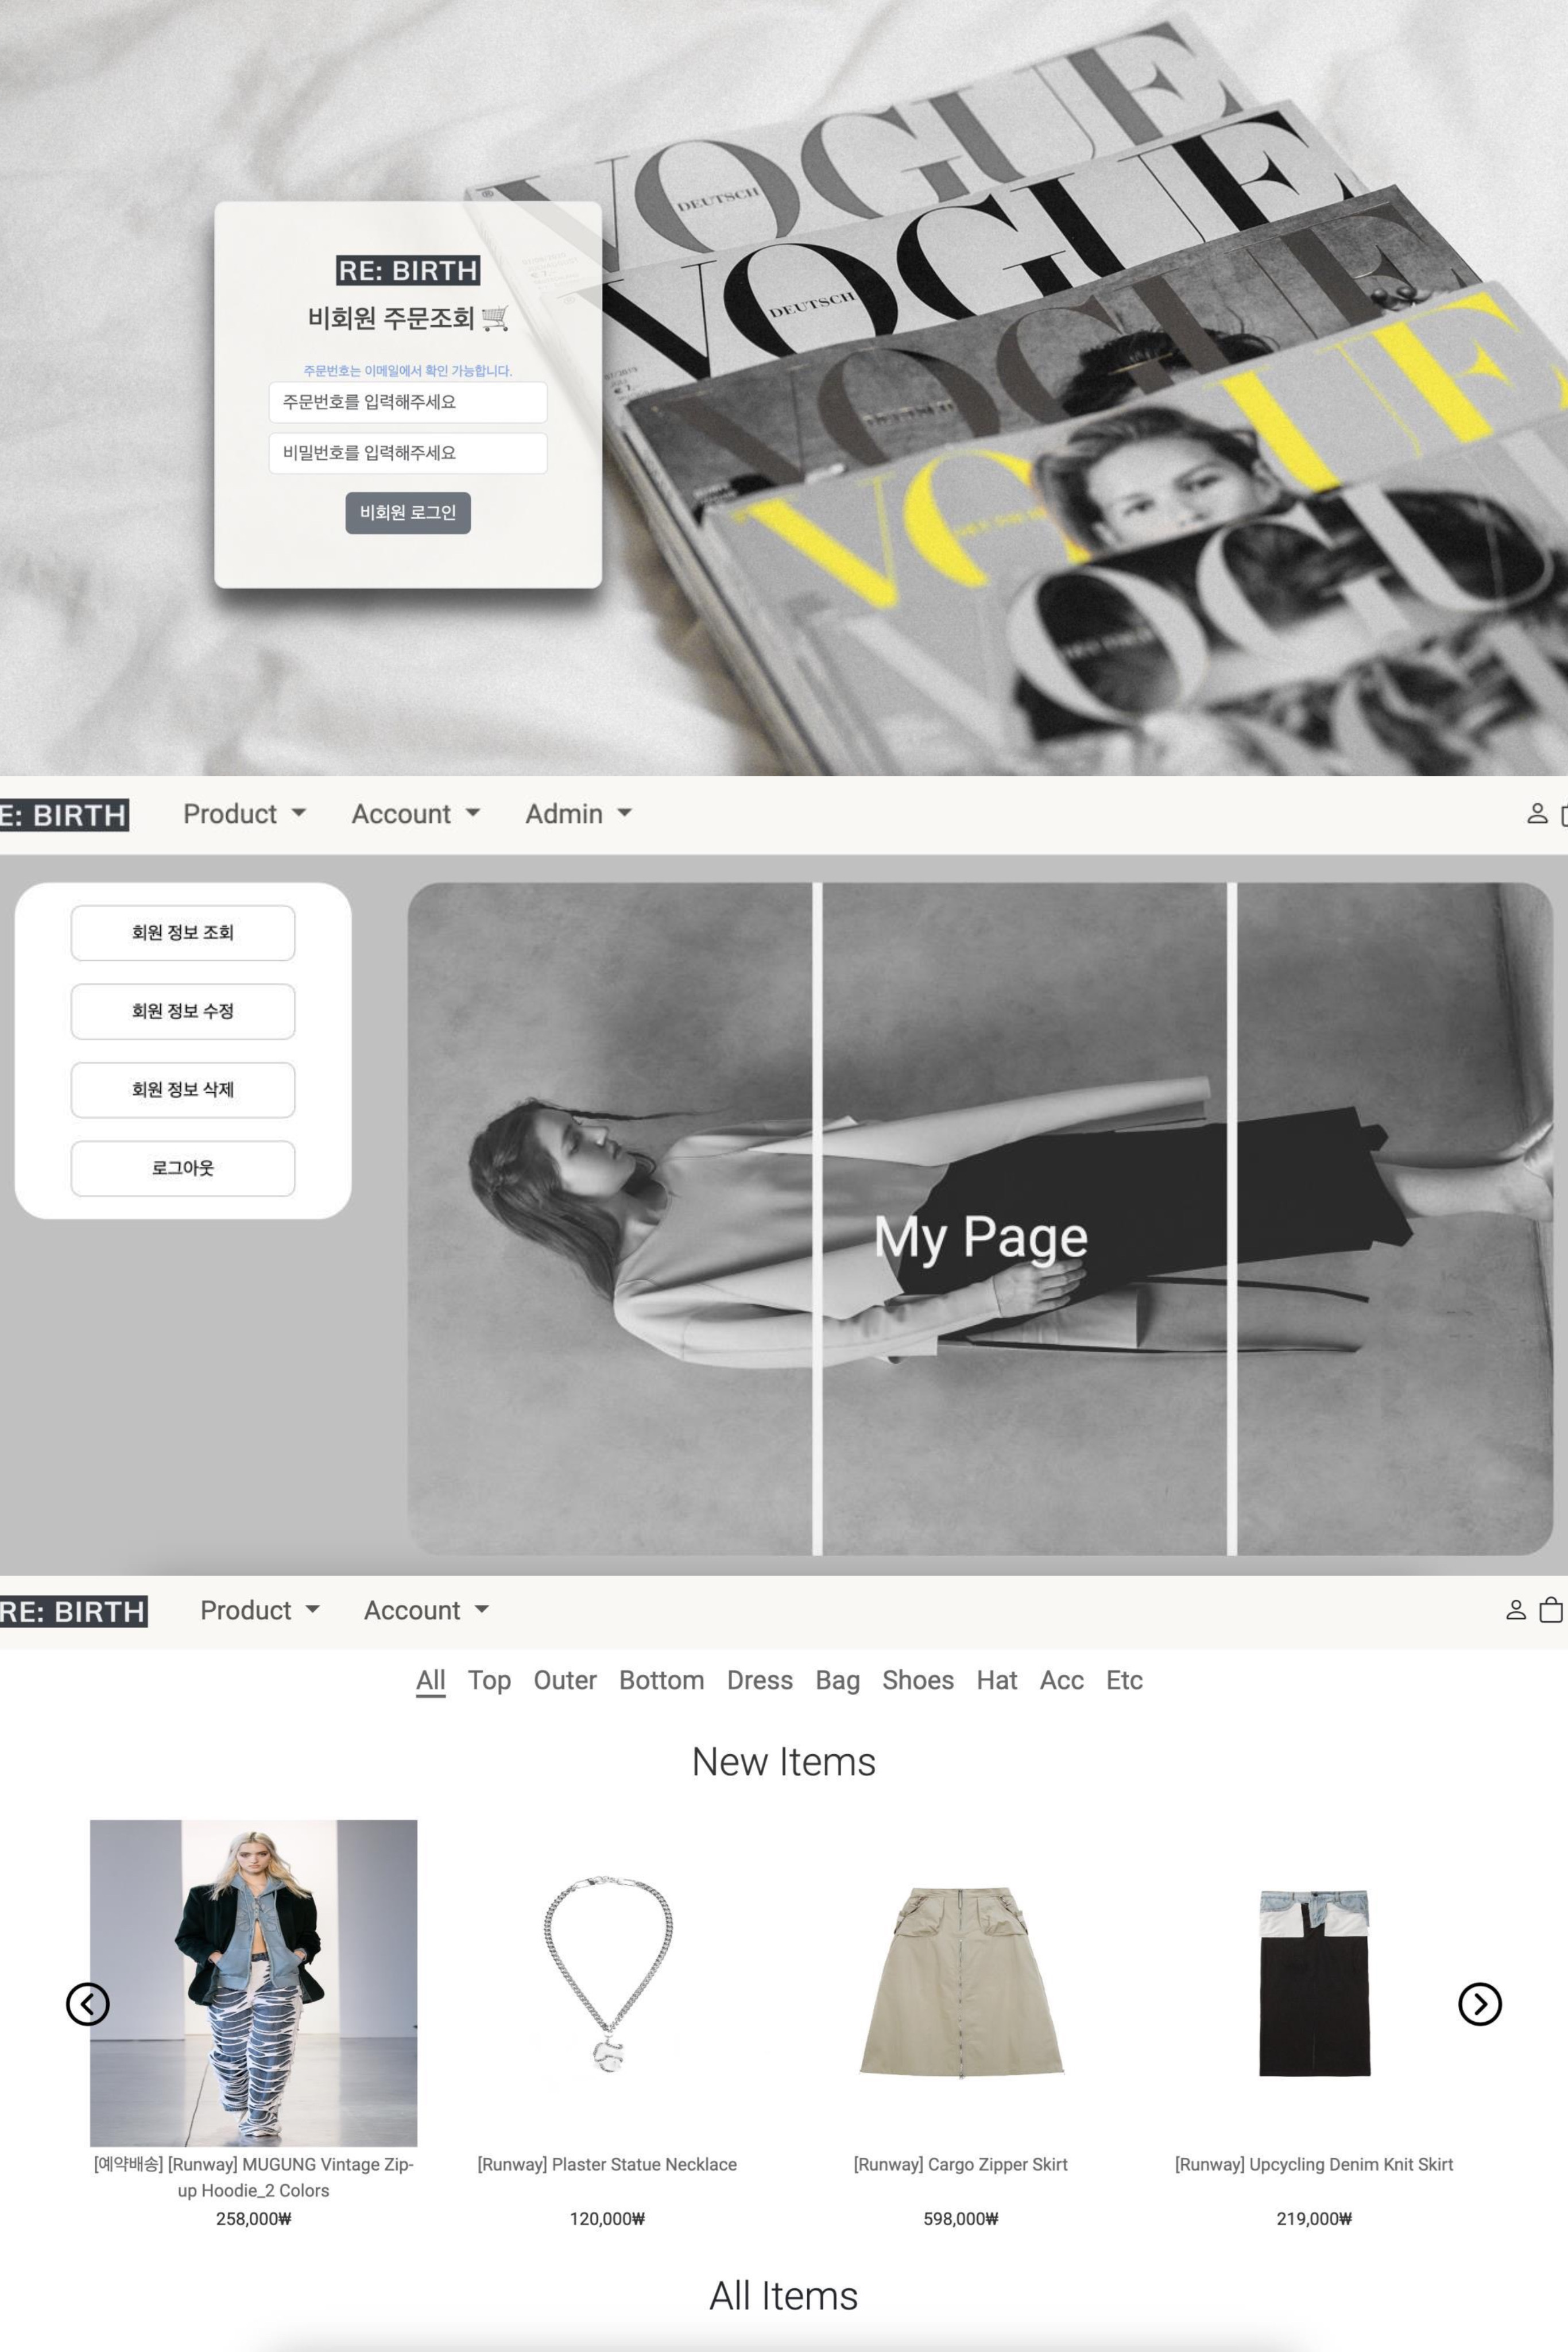 VOGUE
DEUTSCH
VOGUE
DEUTSCH
VOGUE
VOGUE
VOGU
RE: BIRTH
비회원 주문조회
주문번호는 이메일에서 확인 가능합니다.
주문번호를 입력해주세요
비밀번호를 입력해주세요
비회원 로그인
E: BIRTH Product Account Admin
회원 정보 조회
회원 정보 수정
회원 정보 삭제
로그아웃
My Page
RE: BIRTH Product Account
All Top Outer Bottom Dress Bag Shoes Hat Acc Etc
New Items
[예약배송] [Runway] MUGUNG Vintage Zip-
up Hoodie_2 Colors
258,000₩
[Runway] Plaster Statue Necklace
120,000₩
[Runway] Cargo Zipper Skirt
598,000₩
[Runway] Upcycling Denim Knit Skirt
219,000₩
All Items